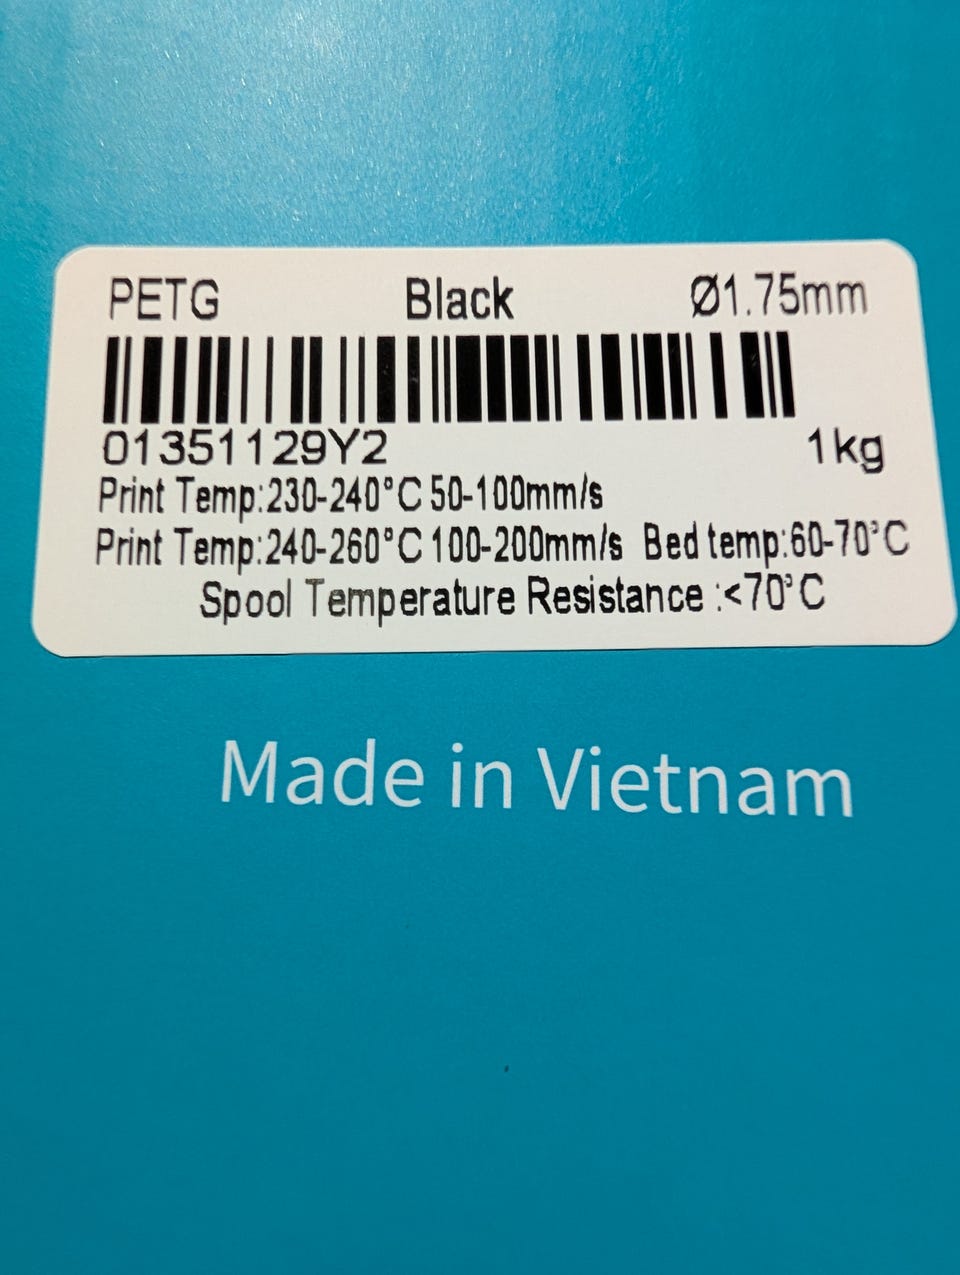 PETG Black Ø1.75mm
01351129Y2 1kg
Print Temp:230-240°C 50-100mm/s
Print Temp:240-260°C 100-200mm/s Bed temp:60-70°C
Spool Temperature Resistance :<70°C
Made in Vietnam